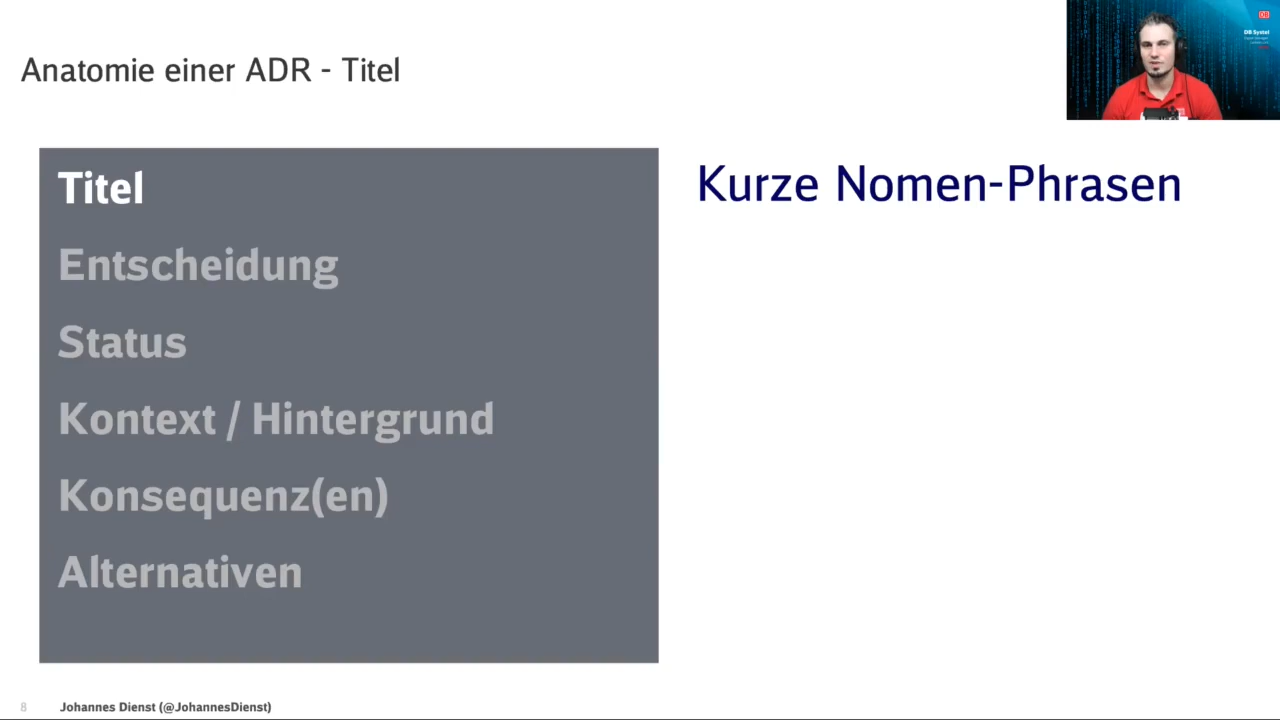 Anatomie einer ADR - Titel
DB
DB Systel
Titel
Kurze Nomen-Phrasen
Entscheidung
Status
Kontext / Hintergrund
Konsequenz(en)
Alternativen
8
Johannes Dienst (@JohannesDienst)